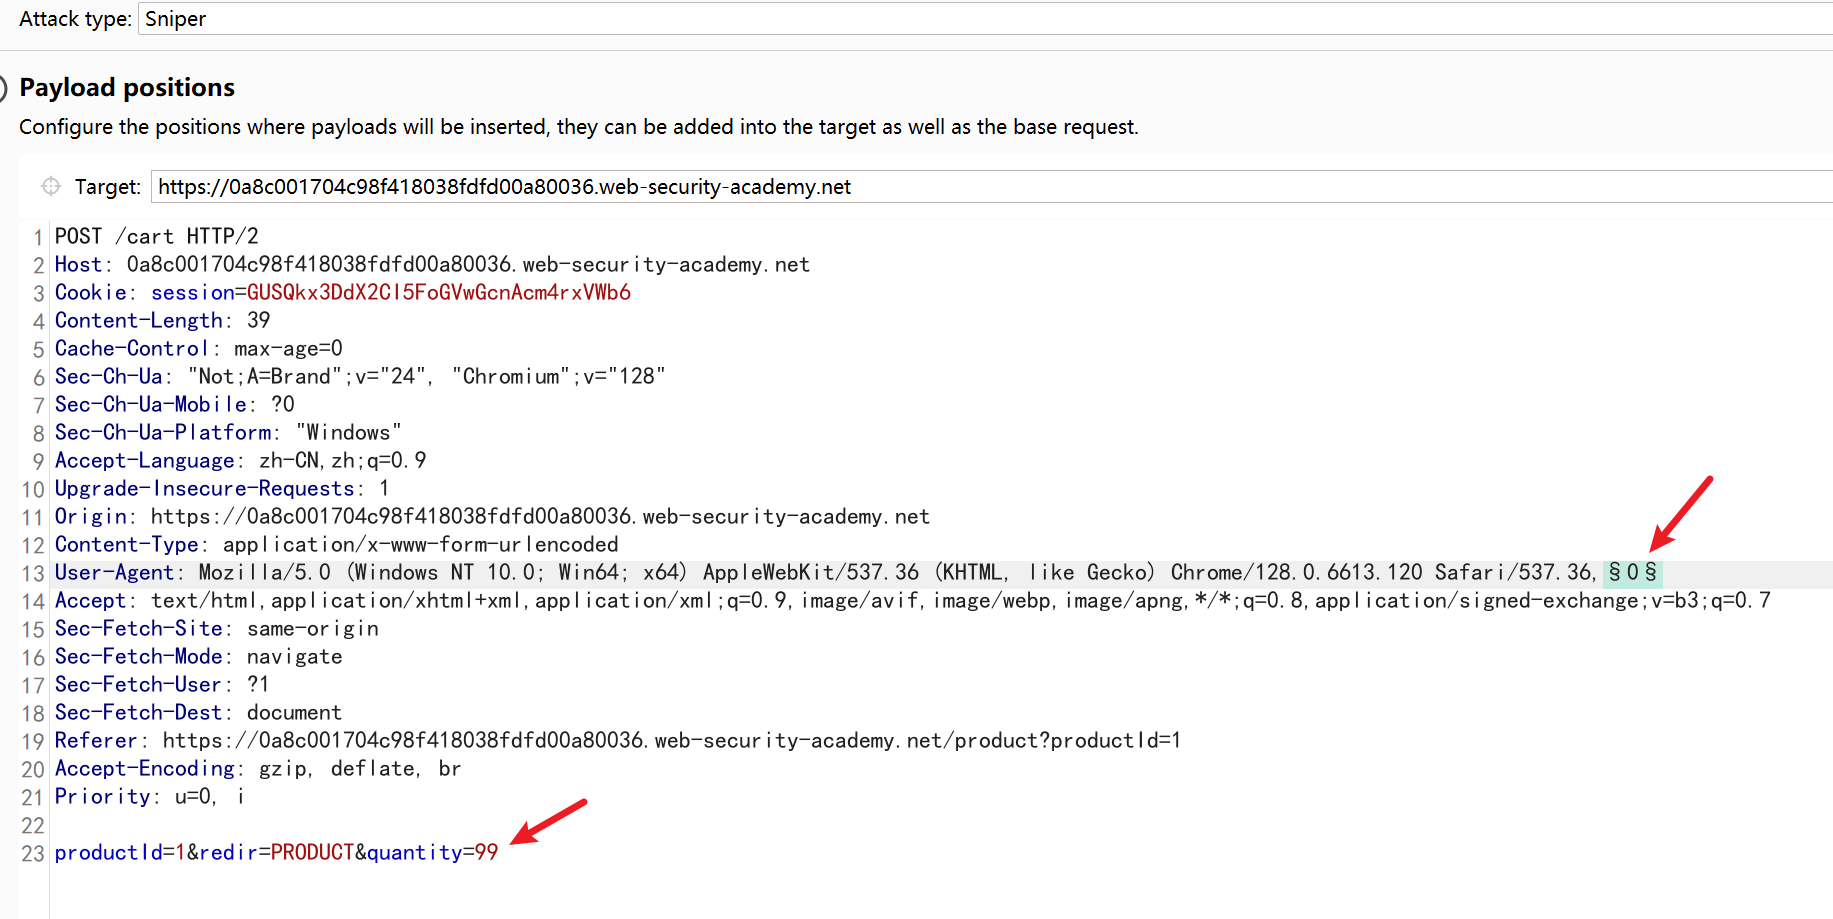 Attack type: Sniper
Payload positions
Configure the positions where payloads will be inserted, they can be added into the target as well as the base request.
Target: https://0a8c001704c98f418038fdfd00a80036.web-security-academy.net
1 POST /cart HTTP/2
2 Host: 0a8c001704c98f418038fdfd00a80036.web-security-academy.net
3 Cookie: session=GUSQkx3DdX2Cl5FoGVwGcnAcm4rxVWb6
4 Content-Length: 39
5 Cache-Control: max-age=0
6 Sec-Ch-Ua: "Not;A=Brand";v="24", "Chromium";v="128"
7 Sec-Ch-Ua-Mobile: ?0
8 Sec-Ch-Ua-Platform: "Windows"
9 Accept-Language: zh-CN,zh;q=0.9
10 Upgrade-Insecure-Requests: 1
11 Origin: https://0a8c001704c98f418038fdfd00a80036.web-security-academy.net
12 Content-Type: application/x-www-form-urlencoded
13 User-Agent: Mozilla/5.0 (Windows NT 10.0; Win64; x64) AppleWebKit/537.36 (KHTML, like Gecko) Chrome/128.0.6613.120 Safari/537.36,§0§
14 Accept: text/html,application/xhtml+xml,application/xml;q=0.9,image/avif,image/webp,image/apng,*/*;q=0.8,application/signed-exchange;v=b3;q=0.7
15 Sec-Fetch-Site: same-origin
16 Sec-Fetch-Mode: navigate
17 Sec-Fetch-User: ?1
18 Sec-Fetch-Dest: document
19 Referer: https://0a8c001704c98f418038fdfd00a80036.web-security-academy.net/product?productId=1
20 Accept-Encoding: gzip, deflate, br
21 Priority: u=0, i
22
23 productId=1&redir=PRODUCT&quantity=99